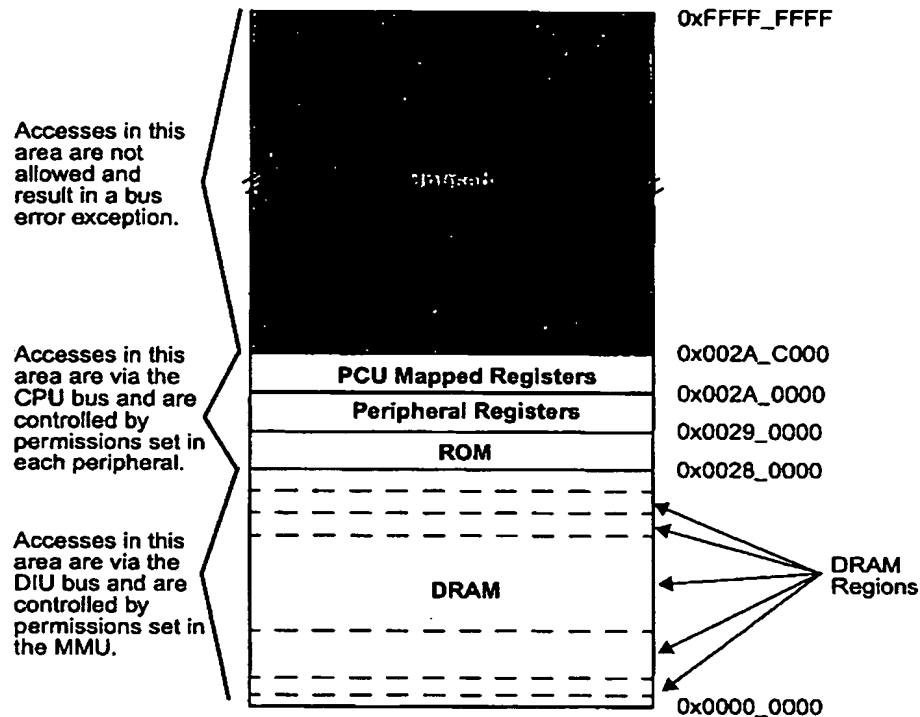 0xFFFF_FFFF
Accesses in this
area are not
allowed and
result in a bus
error exception.
Accesses in this
area are via the
CPU bus and are
controlled by
permissions set in
each peripheral.
0x002A_C000
PCU Mapped Registers
0x002A_0000
Peripheral Registers
0x0029_0000
ROM
0x0028_0000
Accesses in this
area are via the
DIU bus and are
controlled by
permissions set in
the MMU.
DRAM
DRAM
Regions
0x0000_0000